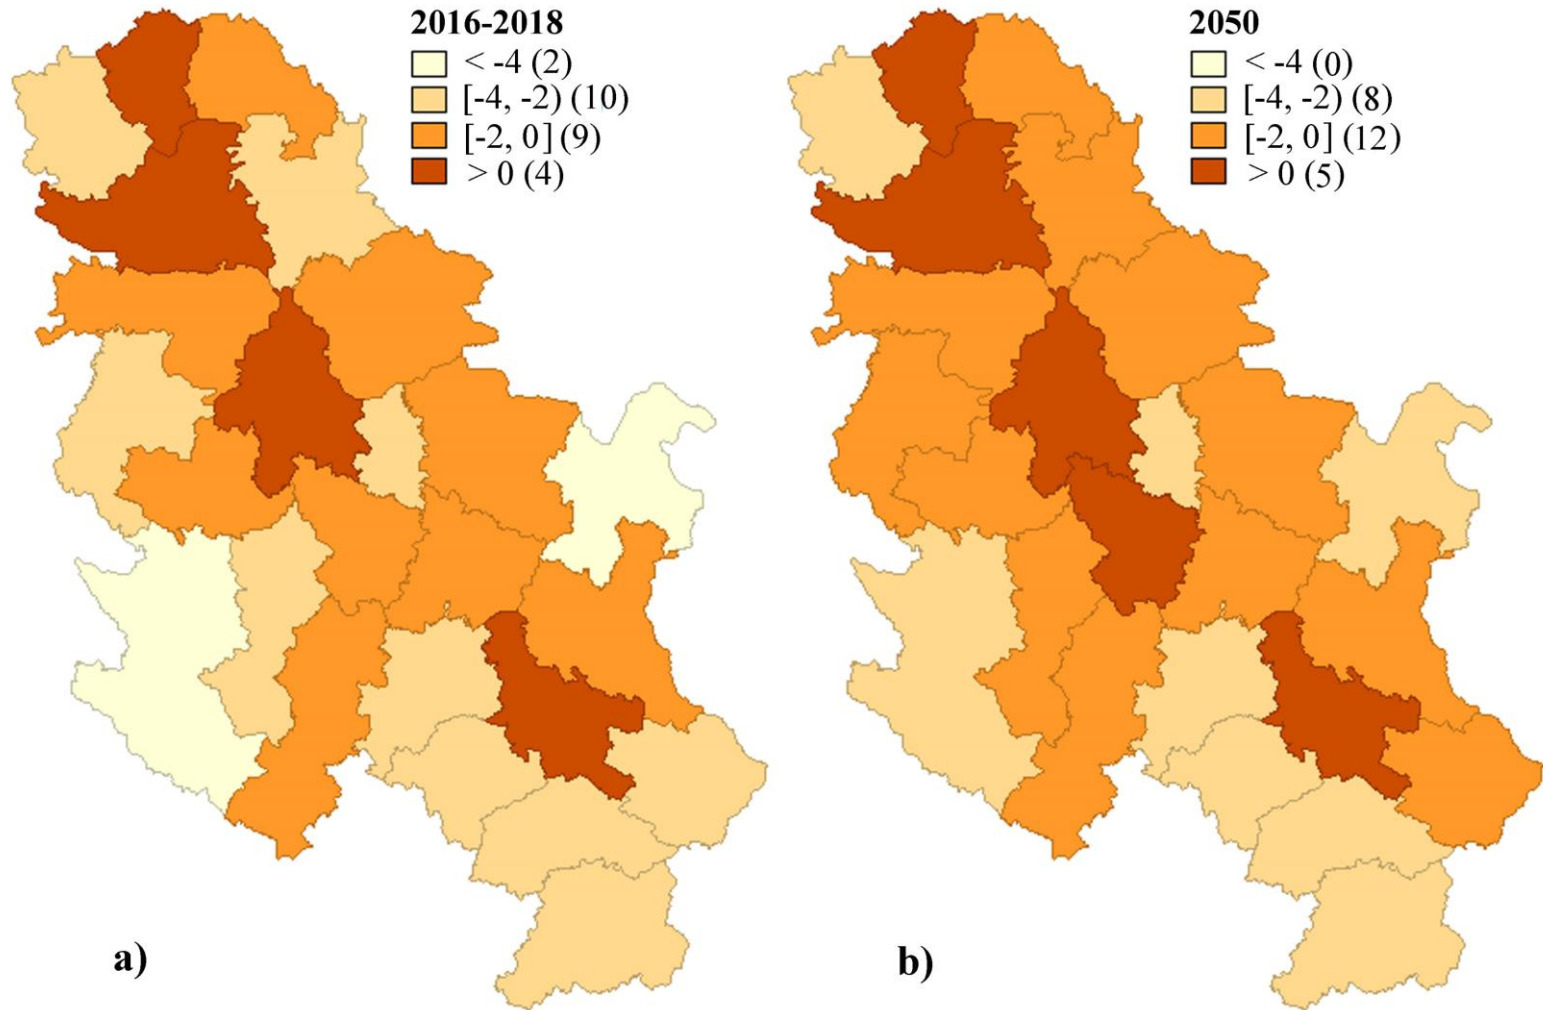 2016-2018
< -4 (2)
[-4, -2) (10)
[-2, 0] (9)
> 0 (4)
a)
2050
< -4 (0)
[-4, -2) (8)
[-2, 0] (12)
> 0 (5)
b)